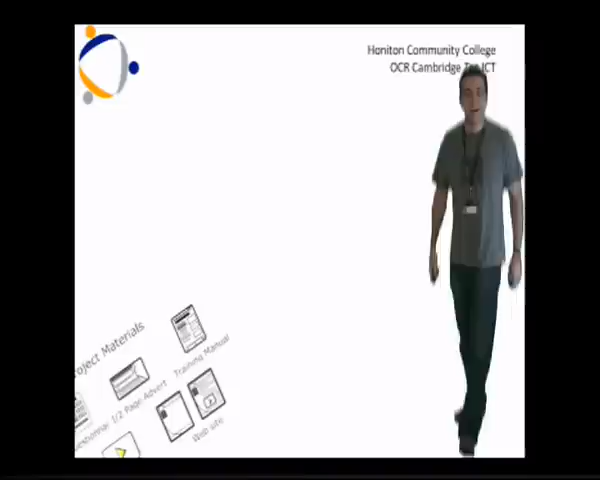 Honiton Community College
OCR Cambridge ICT
Project Materials
Training Manual
1/2 Page Advert
Web site